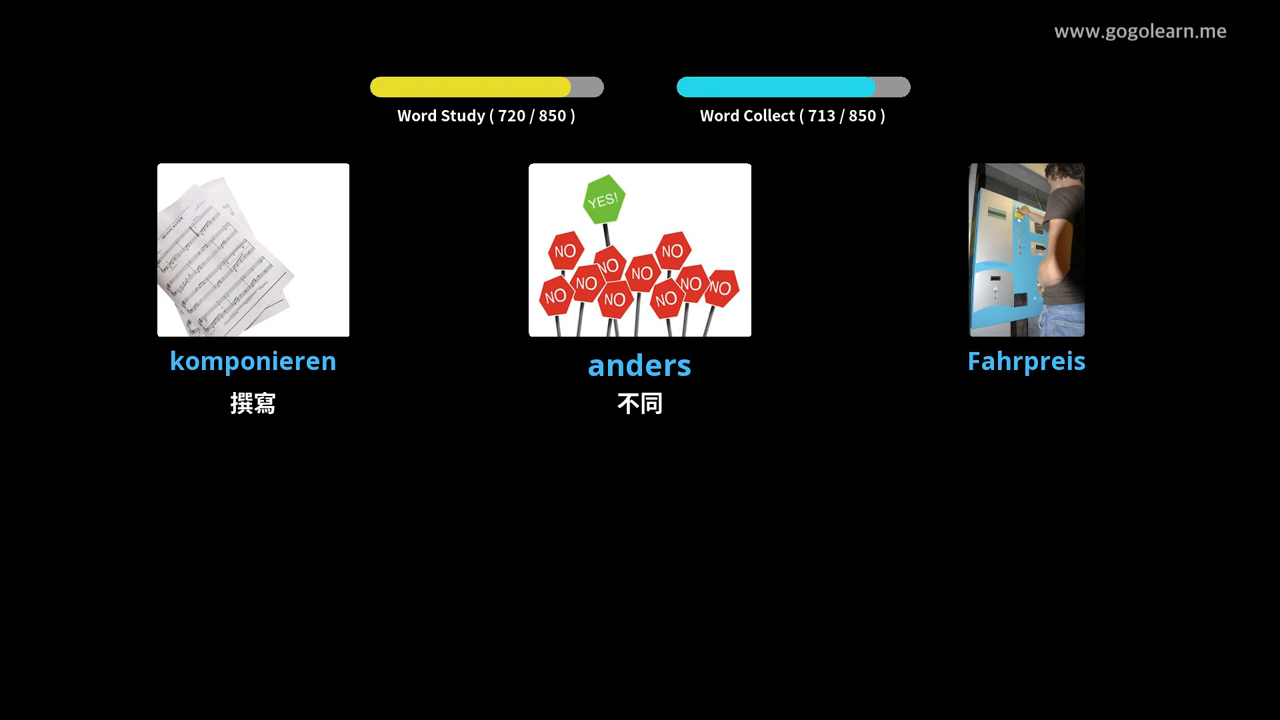 www.gogolearn.me
Word Study ( 720 / 850 )
Word Collect ( 713 / 850 )
YES!
NO
NO
NO
NO
NO
NO
NO
NO
NO
NO
komponieren
anders
Fahrpreis
撰寫
不同